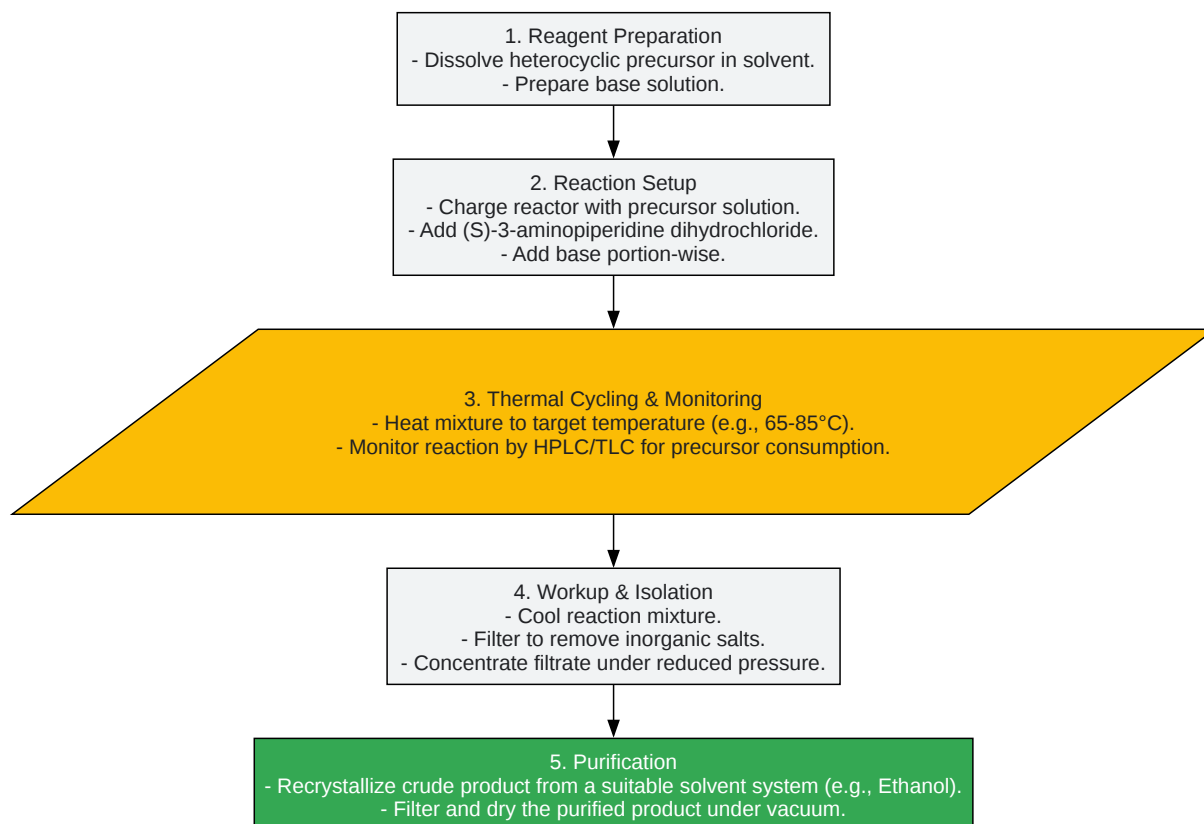 1. Reagent Preparation
- Dissolve heterocyclic precursor in solvent.
- Prepare base solution.
2. Reaction Setup
- Charge reactor with precursor solution.
- Add (S)-3-aminopiperidine dihydrochloride.
- Add base portion-wise.
3. Thermal Cycling & Monitoring
- Heat mixture to target temperature (e.g., 65-85°C).
- Monitor reaction by HPLC/TLC for precursor consumption.
4. Workup & Isolation
- Cool reaction mixture.
- Filter to remove inorganic salts.
- Concentrate filtrate under reduced pressure.
5. Purification
- Recrystallize crude product from a suitable solvent system (e.g., Ethanol).
- Filter and dry the purified product under vacuum.